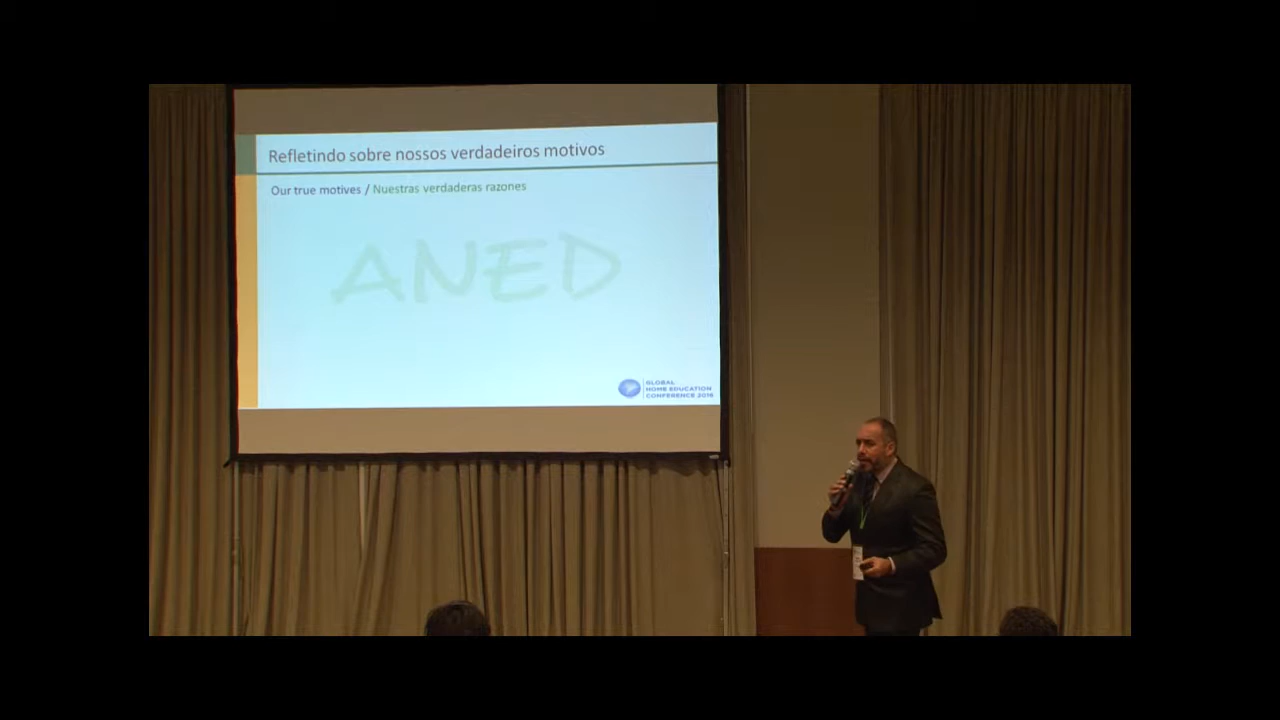 Refletindo sobre nossos verdadeiros motivos
Our true motives / Nuestras verdaderas razones
ANED
GLOBAL
HOME EDUCATION
CONFERENCE 2016